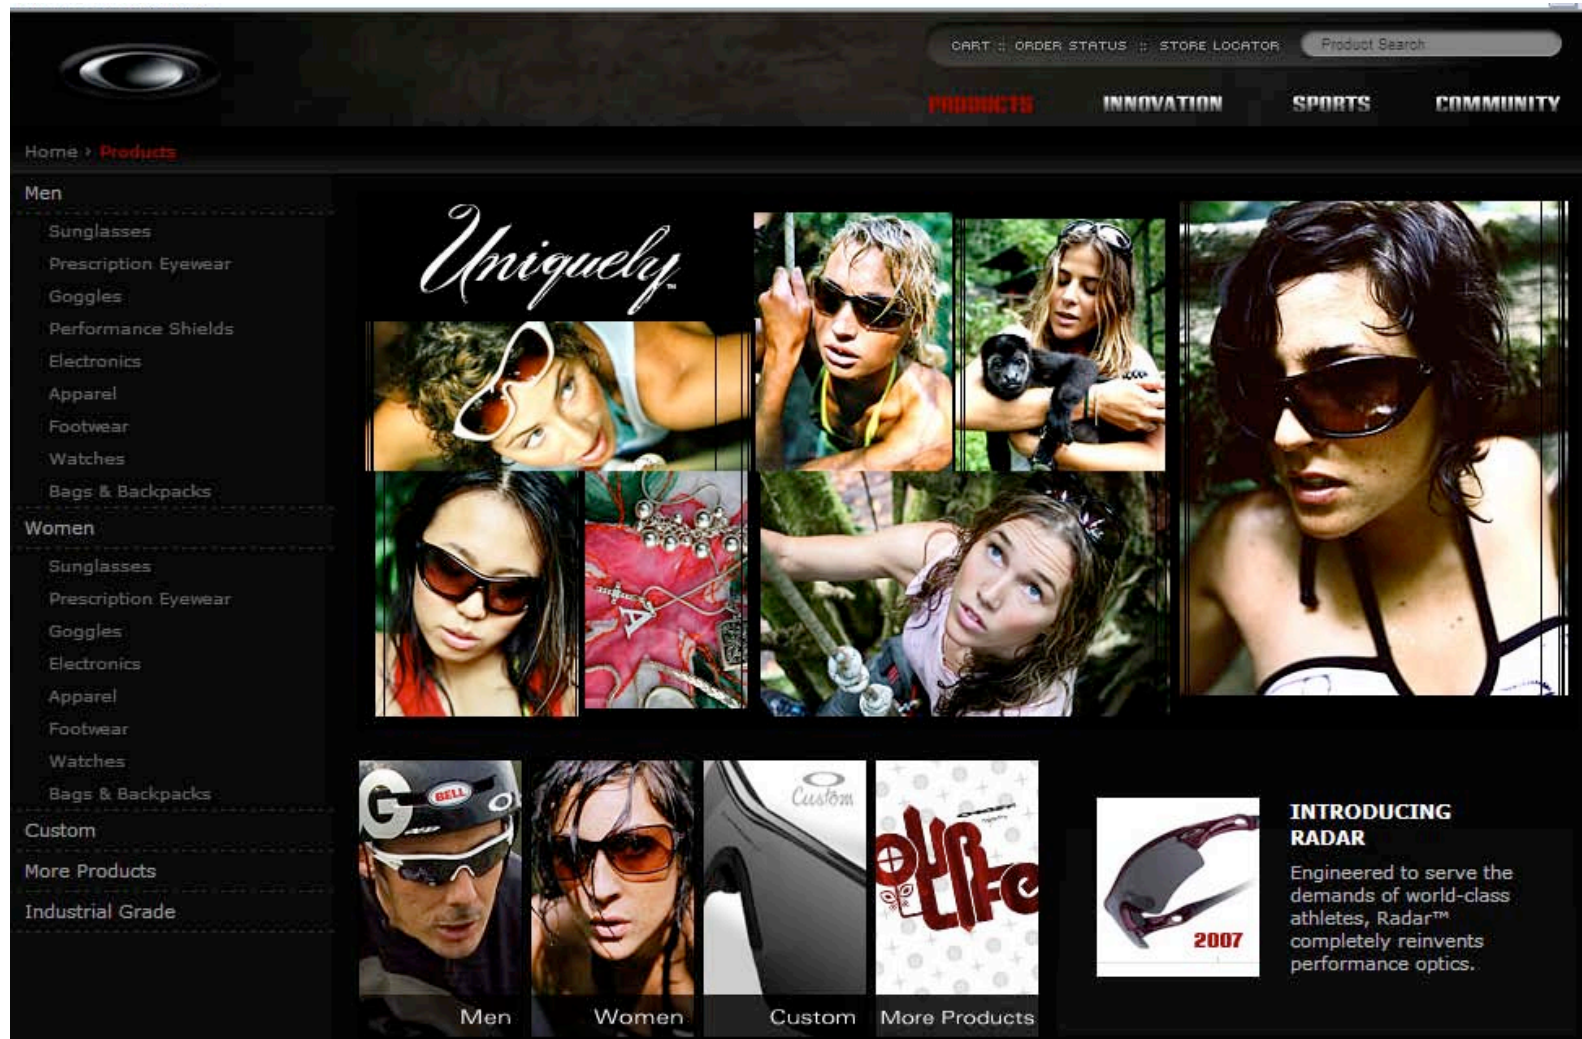 CART :: ORDER STATUS :: STORE LOCATOR
Product Search
PRODUCTS
INNOVATION
SPORTS
COMMUNITY
Home › Products
Men
Sunglasses
Prescription Eyewear
Goggles
Performance Shields
Electronics
Apparel
Footwear
Watches
Bags & Backpacks
Women
Sunglasses
Prescription Eyewear
Goggles
Electronics
Apparel
Footwear
Watches
Bags & Backpacks
Custom
More Products
Industrial Grade
Uniquely™
A
G
BELL
Men
Women
Custom
Custom
OUR
LIFE
More Products
2007
INTRODUCING
RADAR
Engineered to serve the
demands of world-class
athletes, Radar™
completely reinvents
performance optics.